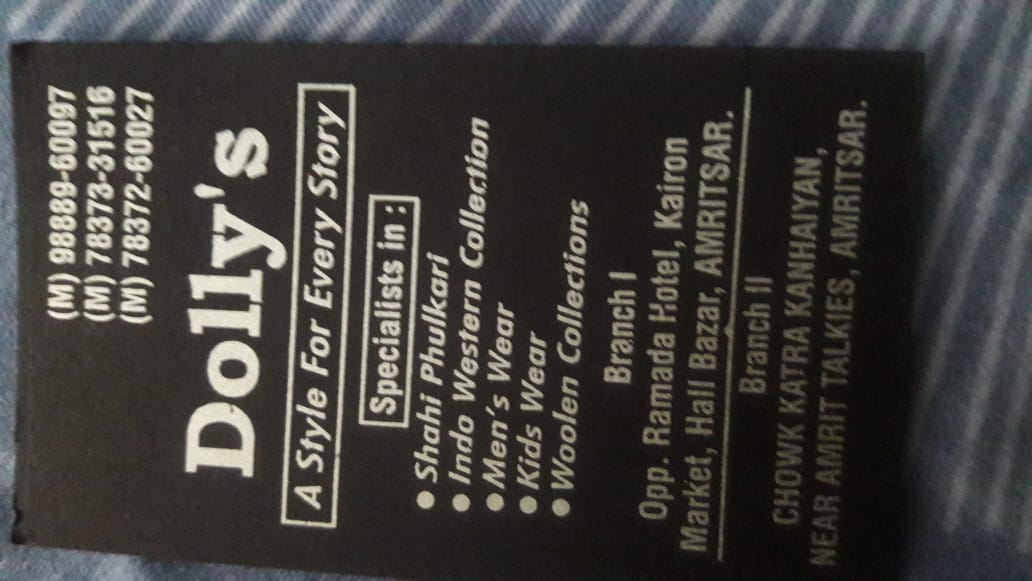 (M) 98889-60097
(M) 78373-31516
(M) 78372-60027
Dolly's
A Style For Every Story
Specialists in :
● Shahi Phulkari
● Indo Western Collection
● Men's Wear
● Kids Wear
● Woolen Collections
Branch I
Opp. Ramada Hotel, Kairon
Market, Hall Bazar, AMRITSAR.
Branch II
CHOWK KATRA KANHAIYAN,
NEAR AMRIT TALKIES, AMRITSAR.